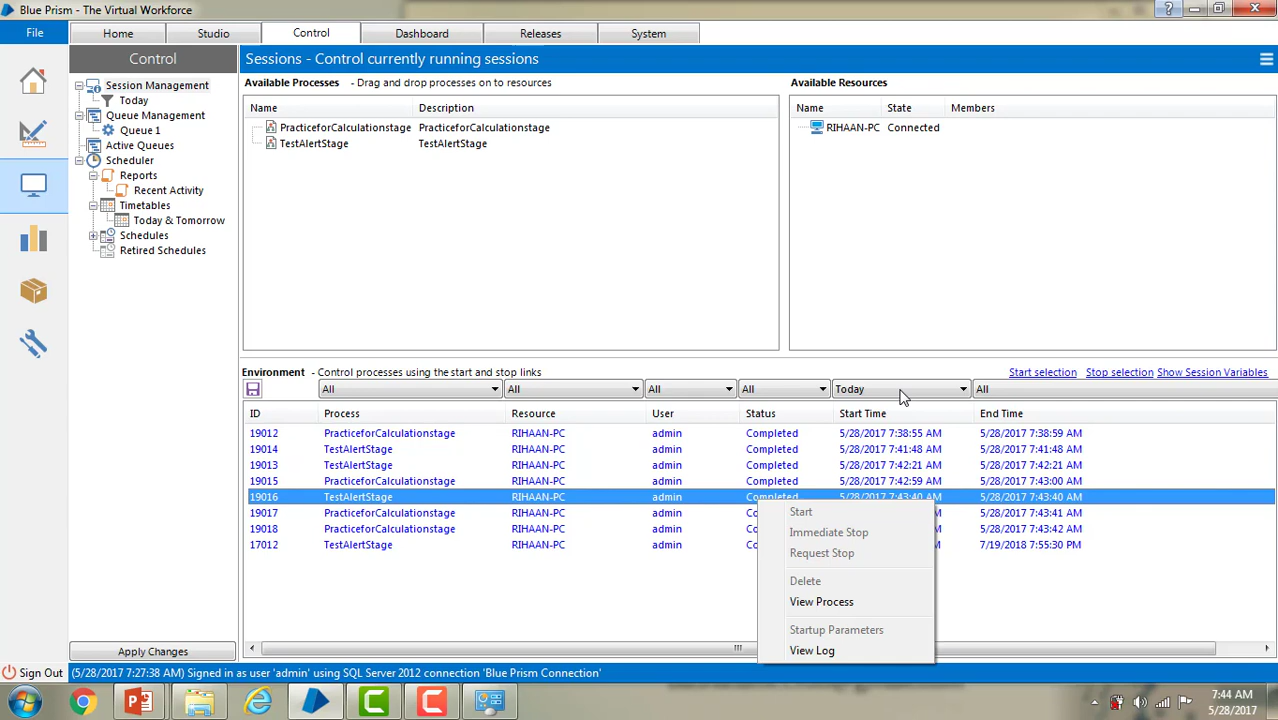 Blue Prism - The Virtual Workforce
File
Home
Studio
Control
Dashboard
Releases
System
Control
Sessions - Control currently running sessions
Session Management
Today
Queue Management
Queue 1
Active Queues
Scheduler
Reports
Recent Activity
Timetables
Today & Tomorrow
Schedules
Retired Schedules
Apply Changes
Available Processes - Drag and drop processes on to resources
Name Description
PracticeforCalculationstage PracticeforCalculationstage
TestAlertStage TestAlertStage
Available Resources
Name State Members
RIHAAN-PC Connected
Environment - Control processes using the start and stop links
Start selection Stop selection Show Session Variables
All All All All Today All
ID Process Resource User Status Start Time End Time
19012 PracticeforCalculationstage RIHAAN-PC admin Completed 5/28/2017 7:38:55 AM 5/28/2017 7:38:59 AM
19014 TestAlertStage RIHAAN-PC admin Completed 5/28/2017 7:41:48 AM 5/28/2017 7:41:48 AM
19013 TestAlertStage RIHAAN-PC admin Completed 5/28/2017 7:42:21 AM 5/28/2017 7:42:21 AM
19015 PracticeforCalculationstage RIHAAN-PC admin Completed 5/28/2017 7:42:59 AM 5/28/2017 7:43:00 AM
19016 TestAlertStage RIHAAN-PC admin Completed 5/28/2017 7:43:40 AM 5/28/2017 7:43:40 AM
19017 PracticeforCalculationstage RIHAAN-PC admin Co 5/28/2017 7:43:41 AM
19018 PracticeforCalculationstage RIHAAN-PC admin Co 5/28/2017 7:43:42 AM
17012 TestAlertStage RIHAAN-PC admin Co 7/19/2018 7:55:30 PM
Start
Immediate Stop
Request Stop
Delete
View Process
Startup Parameters
View Log
Sign Out (5/28/2017 7:27:38 AM) Signed in as user 'admin' using SQL Server 2012 connection 'Blue Prism Connection'
7:44 AM
5/28/2017